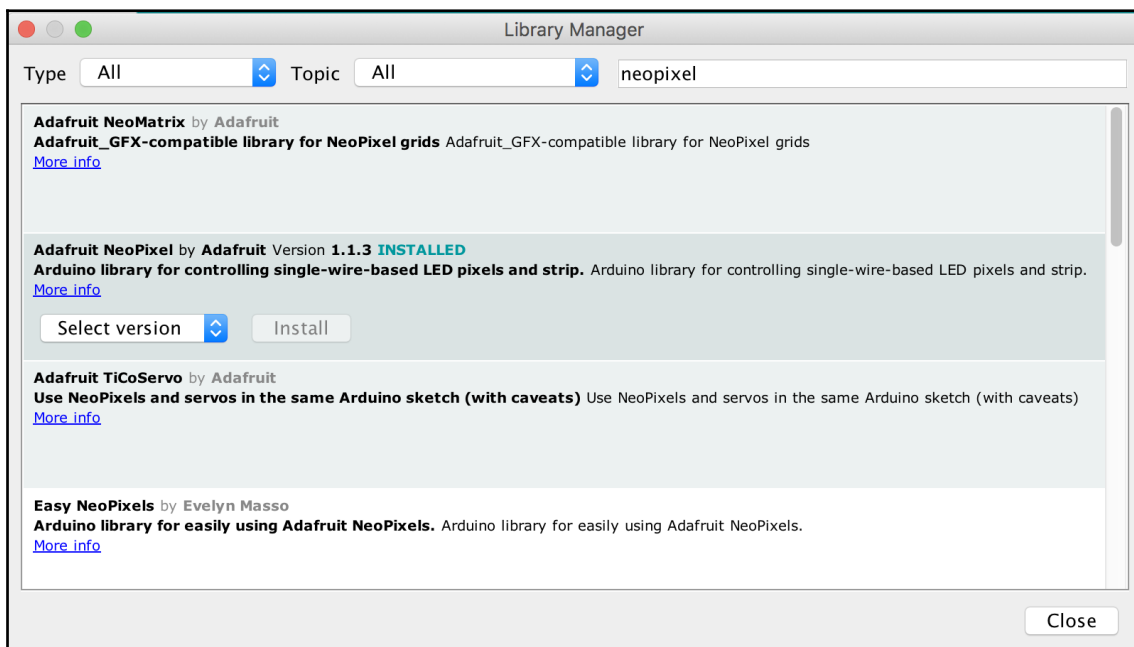 Library Manager
Type All Topic All neopixel
Adafruit NeoMatrix by Adafruit
Adafruit_GFX-compatible library for NeoPixel grids Adafruit_GFX-compatible library for NeoPixel grids
More info
Adafruit NeoPixel by Adafruit Version 1.1.3 INSTALLED
Arduino library for controlling single-wire-based LED pixels and strip. Arduino library for controlling single-wire-based LED pixels and strip.
More info
Select version Install
Adafruit TiCoServo by Adafruit
Use NeoPixels and servos in the same Arduino sketch (with caveats) Use NeoPixels and servos in the same Arduino sketch (with caveats)
More info
Easy NeoPixels by Evelyn Masso
Arduino library for easily using Adafruit NeoPixels. Arduino library for easily using Adafruit NeoPixels.
More info
Close